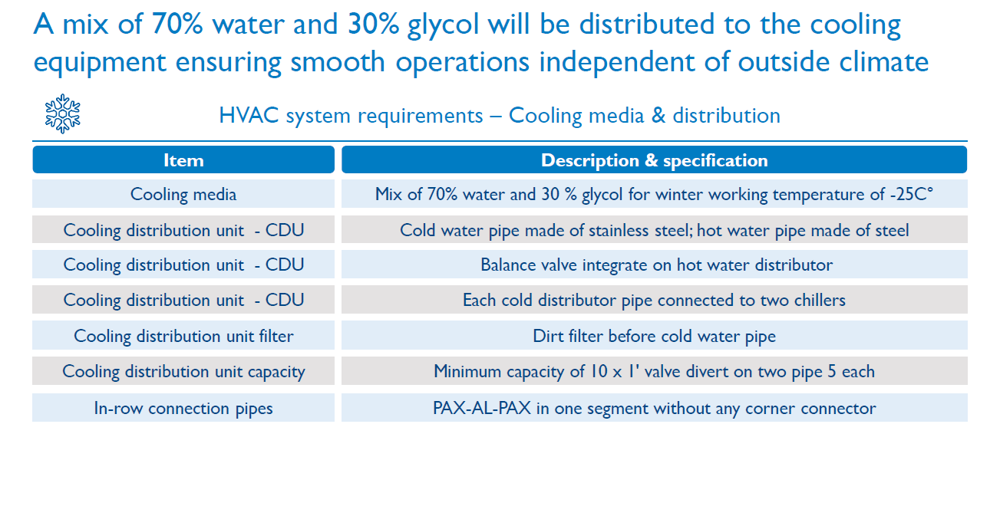 A mix of 70% water and 30% glycol will be distributed to the cooling
equipment ensuring smooth operations independent of outside climate
HVAC system requirements – Cooling media & distribution
Item Description & specification
Cooling media Mix of 70% water and 30 % glycol for winter working temperature of -25C°
Cooling distribution unit - CDU Cold water pipe made of stainless steel; hot water pipe made of steel
Cooling distribution unit - CDU Balance valve integrate on hot water distributor
Cooling distribution unit - CDU Each cold distributor pipe connected to two chillers
Cooling distribution unit filter Dirt filter before cold water pipe
Cooling distribution unit capacity Minimum capacity of 10 x 1' valve divert on two pipe 5 each
In-row connection pipes PAX-AL-PAX in one segment without any corner connector